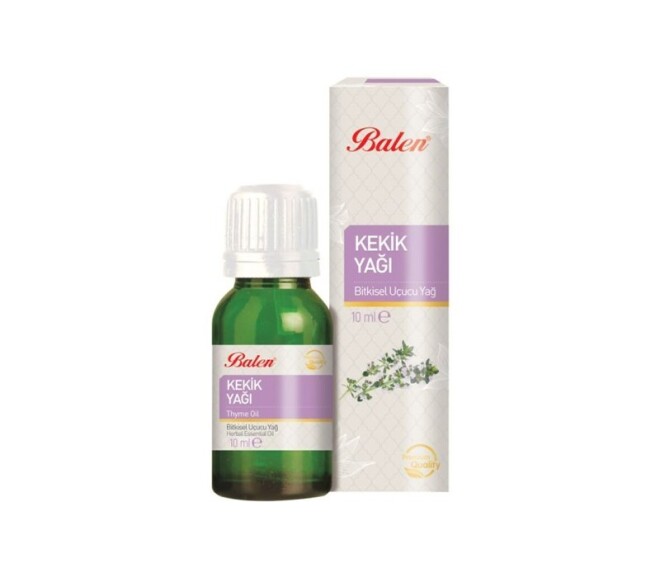 Balen®
KEKİK
YAĞI
Bitkisel Uçucu Yağ
10 ml ℮
Quality
Balen®
KEKİK
YAĞI
Thyme Oil
Bitkisel Uçucu Yağ
Herbal Essential Oil
10 ml ℮